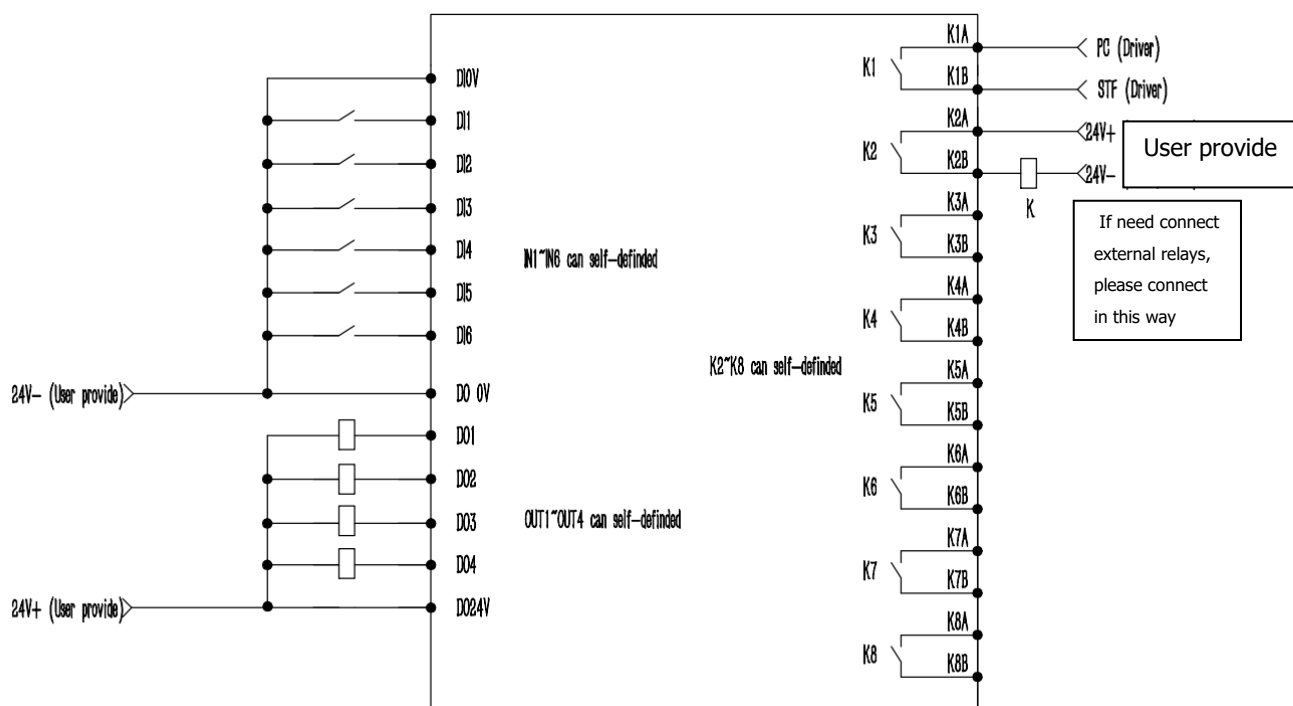 DI0V
DI1
DI2
DI3
DI4
DI5
DI6
IN1~IN6 can self-definded
24V- (User provide)
DO 0V
DO1
DO2
DO3
DO4
OUT1~OUT4 can self-definded
24V+ (User provide)
DO24V
K1
K1A
K1B
PC (Driver)
STF (Driver)
K2
K2A
K2B
24V+
24V-
K
User provide
If need connect
external relays,
please connect
in this way
K3
K3A
K3B
K4
K4A
K4B
K2~K8 can self-definded
K5
K5A
K5B
K6
K6A
K6B
K7
K7A
K7B
K8
K8A
K8B